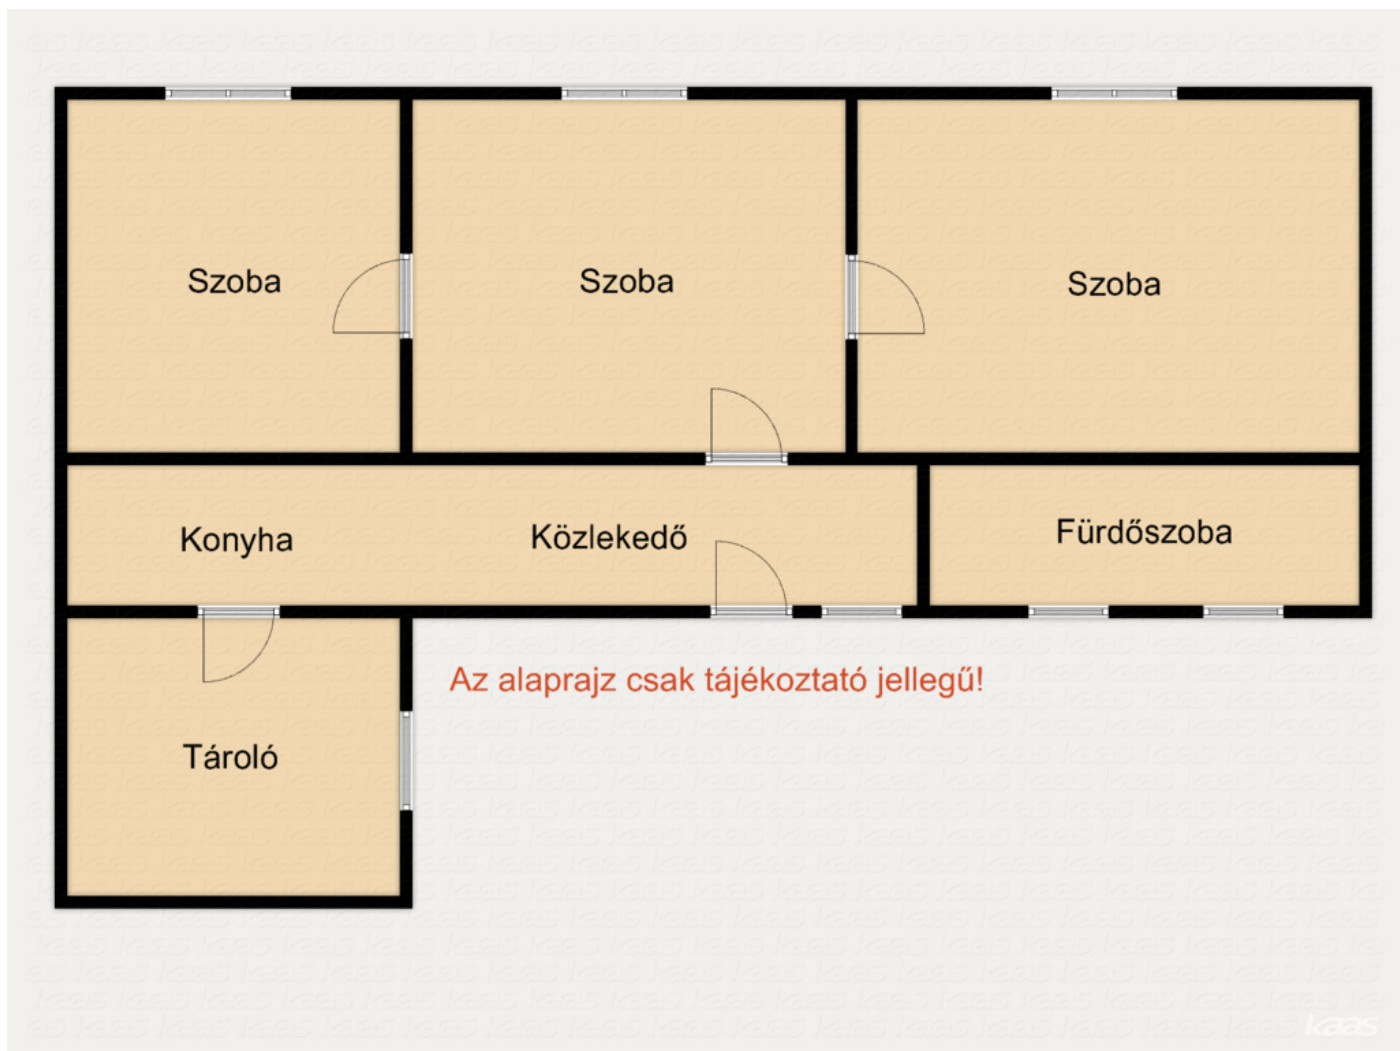 Szoba
Szoba
Szoba
Konyha
Közlekedő
Fürdőszoba
Az alaprajz csak tájékoztató jellegű!
Tároló
kaas